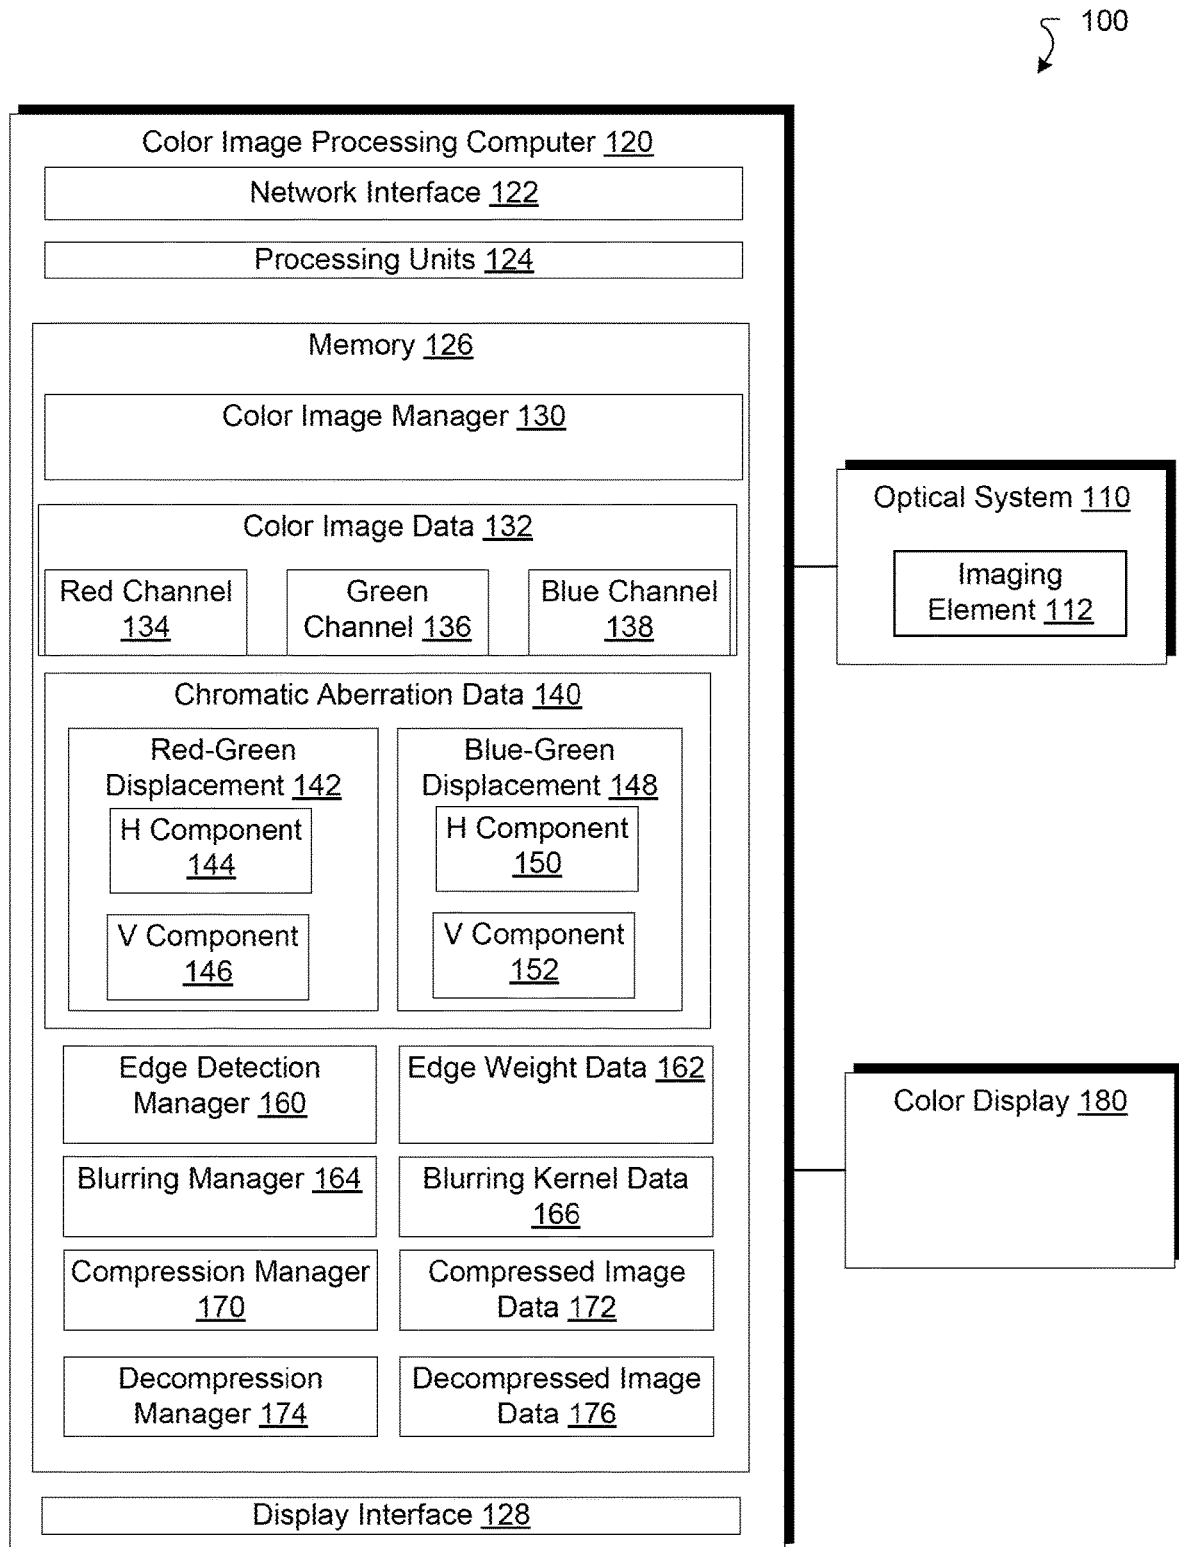 100
Color Image Processing Computer 120
Network Interface 122
Processing Units 124
Memory 126
Color Image Manager 130
Color Image Data 132
Red Channel
134
Green
Channel 136
Blue Channel
138
Chromatic Aberration Data 140
Red-Green
Displacement 142
H Component
144
V Component
146
Blue-Green
Displacement 148
H Component
150
V Component
152
Edge Detection
Manager 160
Edge Weight Data 162
Blurring Manager 164
Blurring Kernel Data
166
Compression Manager
170
Compressed Image
Data 172
Decompression
Manager 174
Decompressed Image
Data 176
Display Interface 128
Optical System 110
Imaging
Element 112
Color Display 180